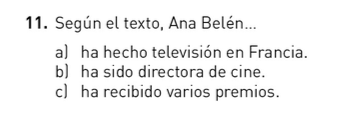 11. Según el texto, Ana Belén...
a) ha hecho televisión en Francia.
b) ha sido directora de cine.
c) ha recibido varios premios.